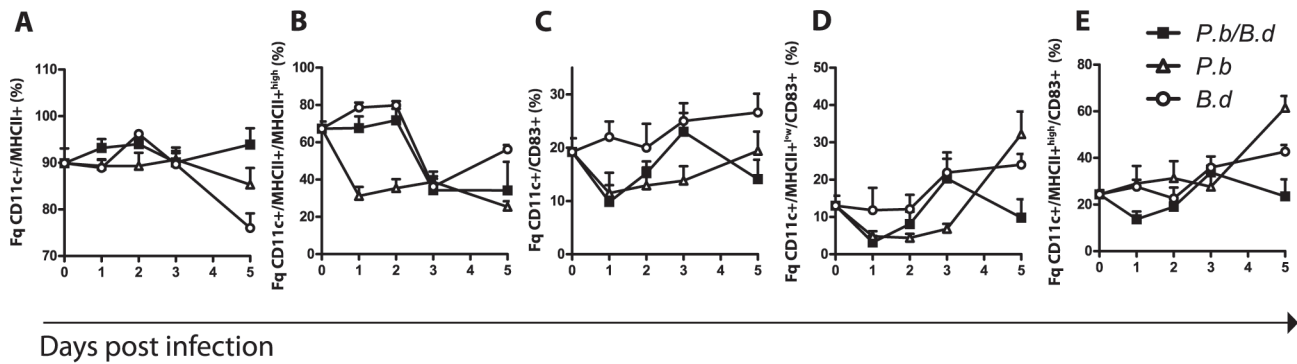 A
Fq CD11c+/MHCII+ (%)
110
100
90
80
70
0 1 2 3 5
B
Fq CD11c+/MHCII+/MHCII+high (%)
100
80
60
40
20
0
0 1 2 3 4 5
C
Fq CD11c+/CD83+ (%)
30
20
10
0
0 1 2 3 4 5
D
Fq CD11c+/MHCII+low/CD83+ (%)
50
40
30
20
10
0
0 1 2 3 4 5
E
Fq CD11c+/MHCII+high/CD83+ (%)
80
60
40
20
0
0 1 2 3 4 5
P.b/B.d
P.b
B.d
Days post infection